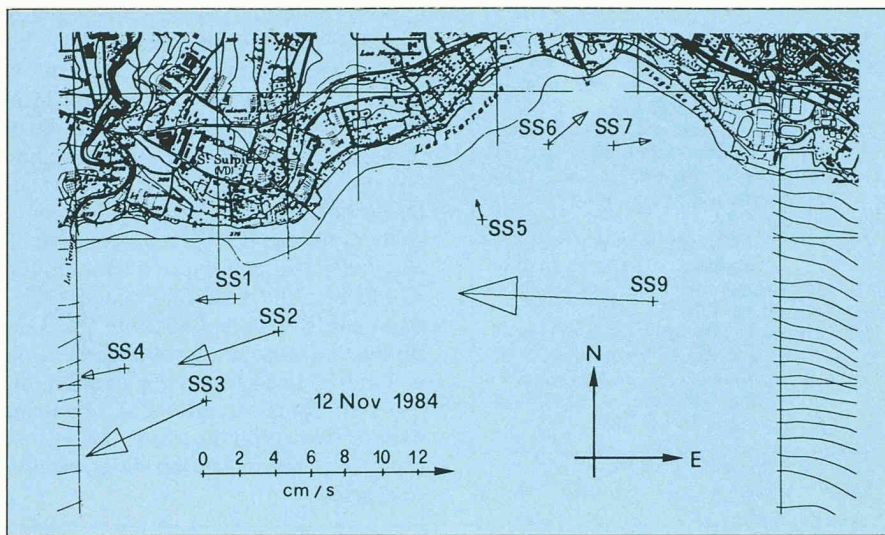 St Sulpice
(VD)
Les Pierrettes
Vidy
SS6
SS7
SS5
SS1
SS9
SS2
SS4
SS3
12 Nov 1984
N
E
0 2 4 6 8 10 12
cm/s